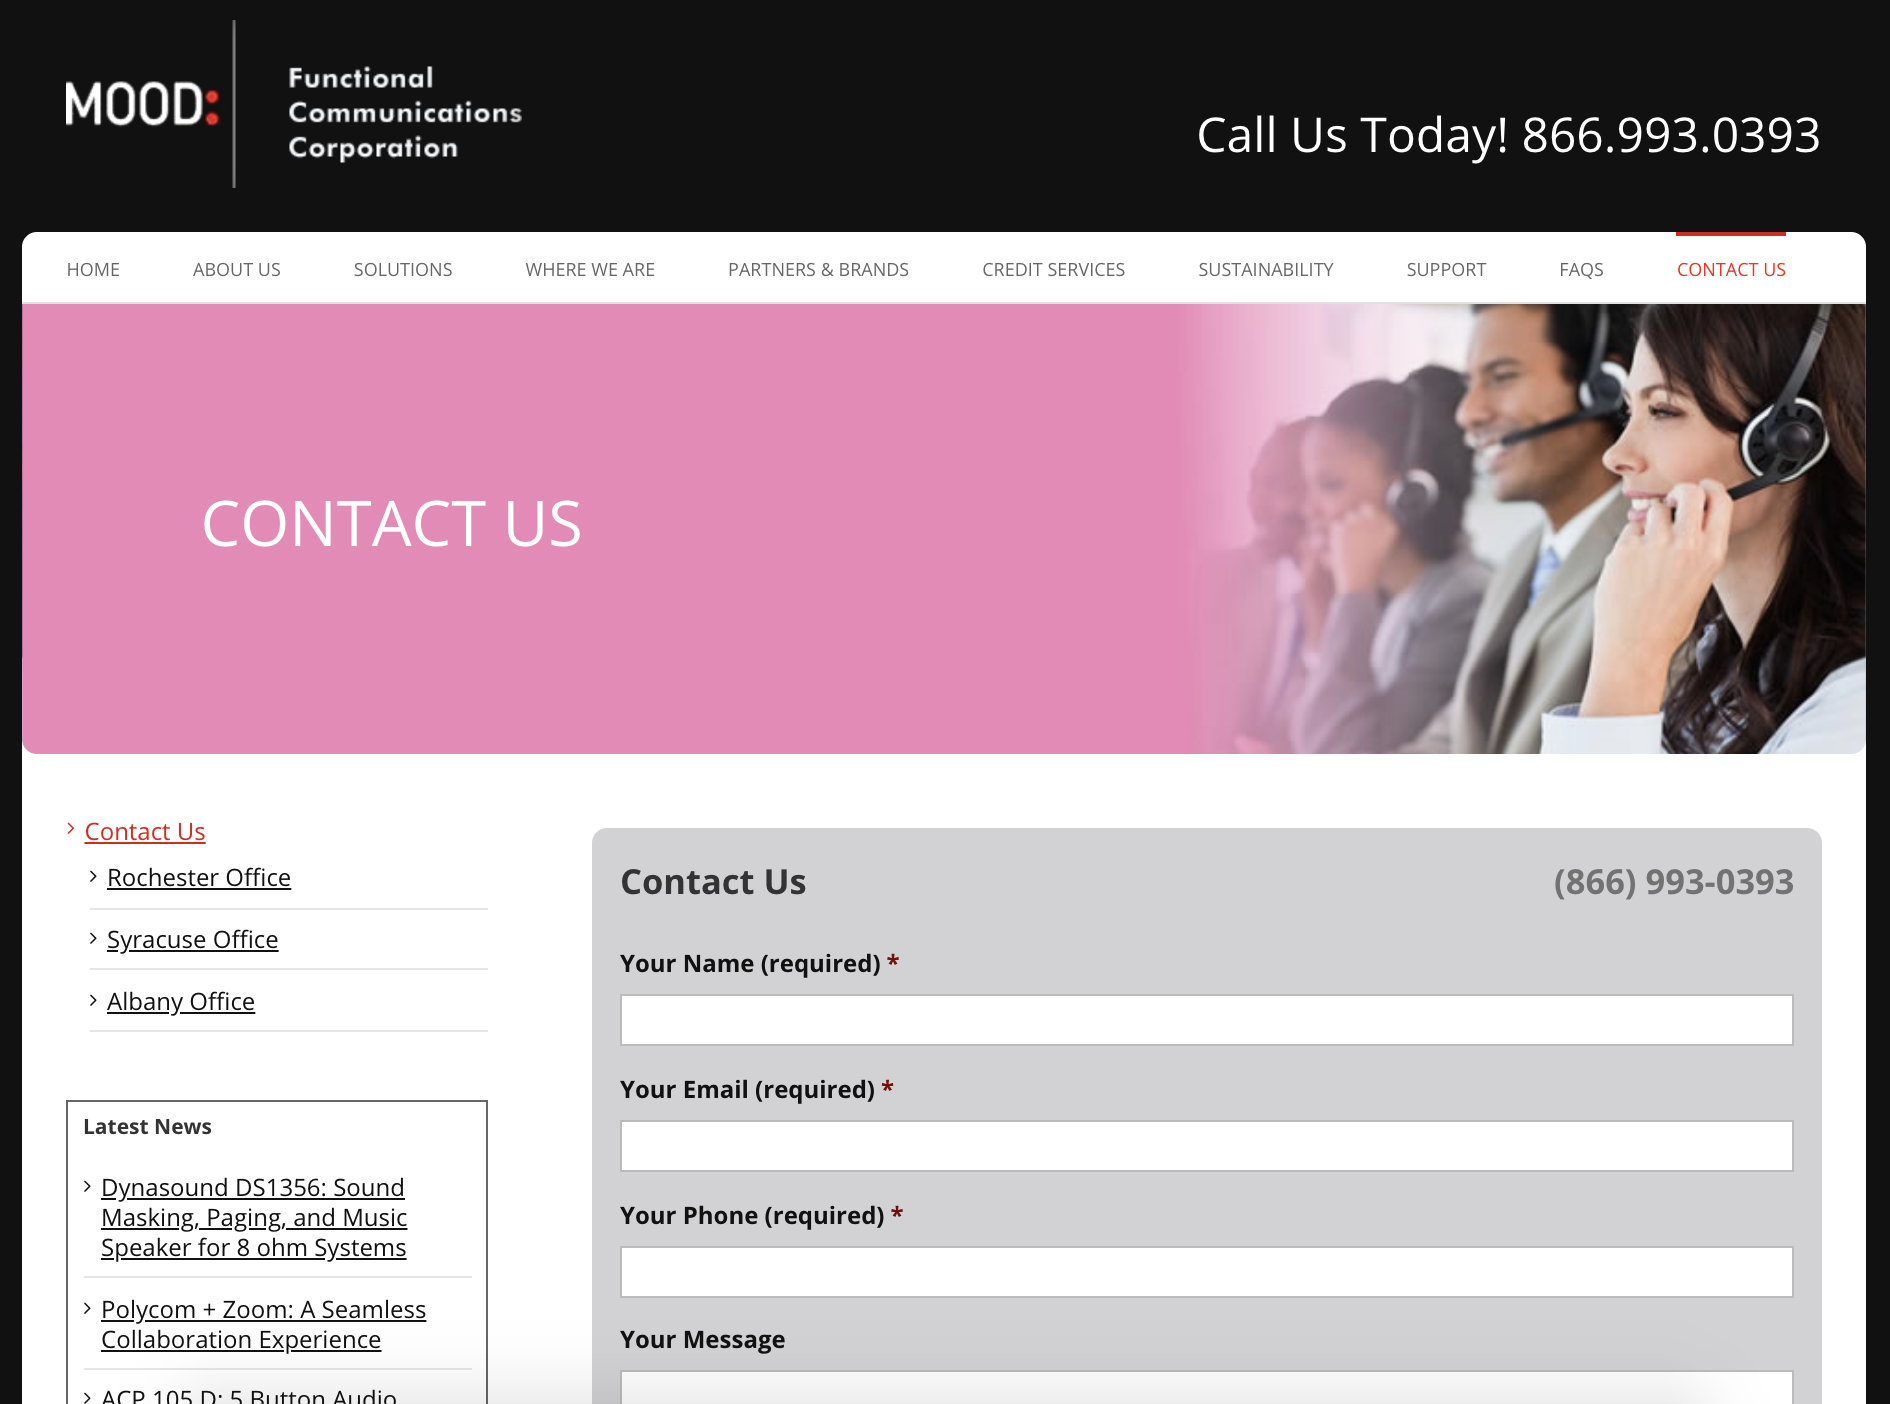 MOOD:
Functional
Communications
Corporation
Call Us Today! 866.993.0393
HOME
ABOUT US
SOLUTIONS
WHERE WE ARE
PARTNERS & BRANDS
CREDIT SERVICES
SUSTAINABILITY
SUPPORT
FAQS
CONTACT US
CONTACT US
Contact Us
Rochester Office
Syracuse Office
Albany Office
Latest News
Dynasound DS1356: Sound
Masking, Paging, and Music
Speaker for 8 ohm Systems
Polycom + Zoom: A Seamless
Collaboration Experience
ACP 105 D: 5 Button Audio
Contact Us
(866) 993-0393
Your Name (required) *
Your Email (required) *
Your Phone (required) *
Your Message